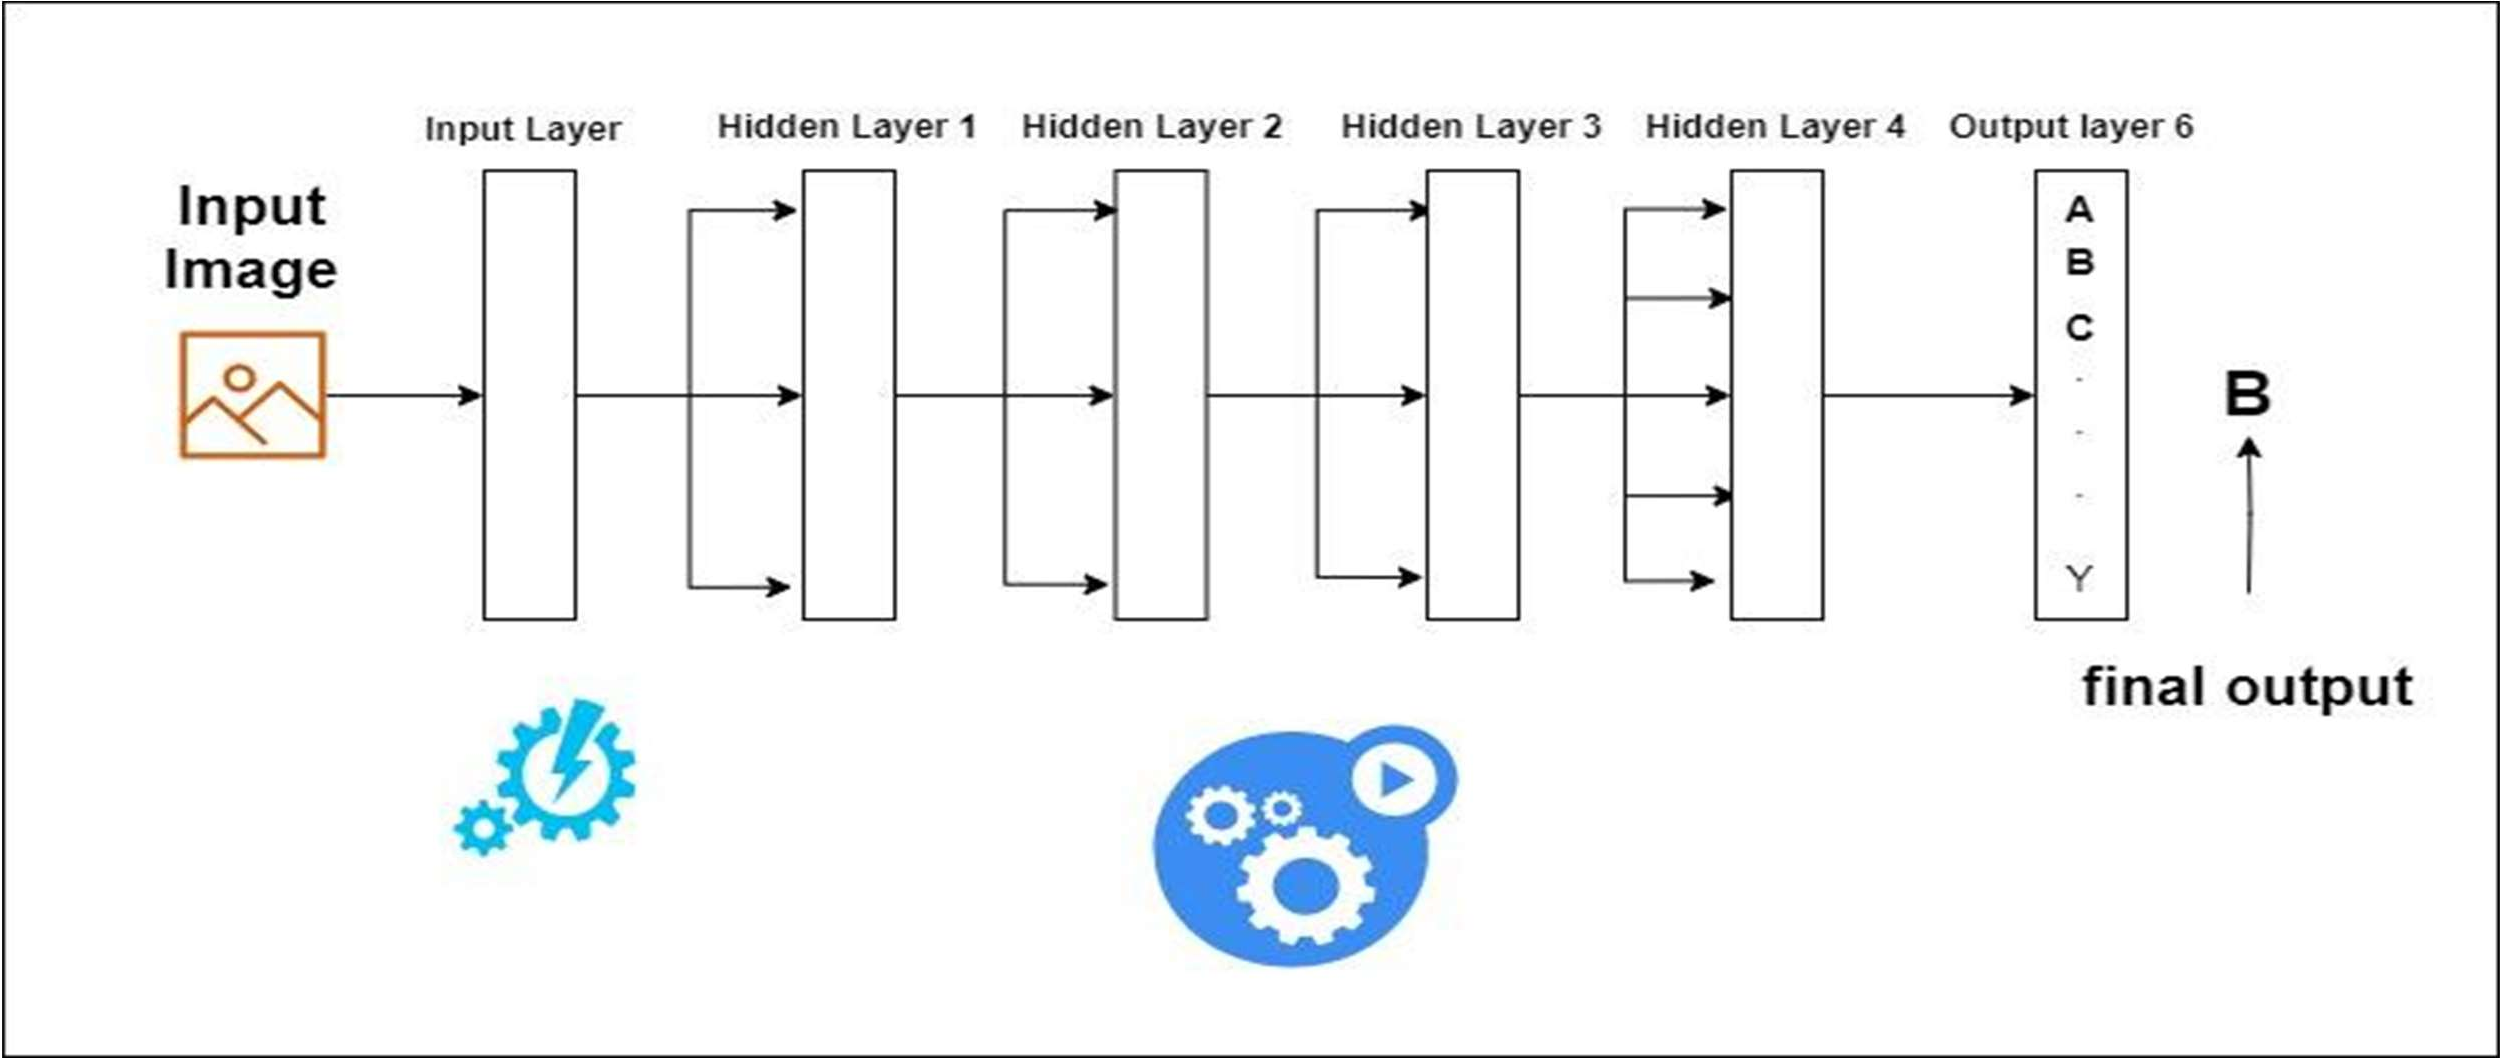 Input Layer
Hidden Layer 1
Hidden Layer 2
Hidden Layer 3
Hidden Layer 4
Output layer 6
Input
Image
A
B
C
.
.
.
Y
B
final output